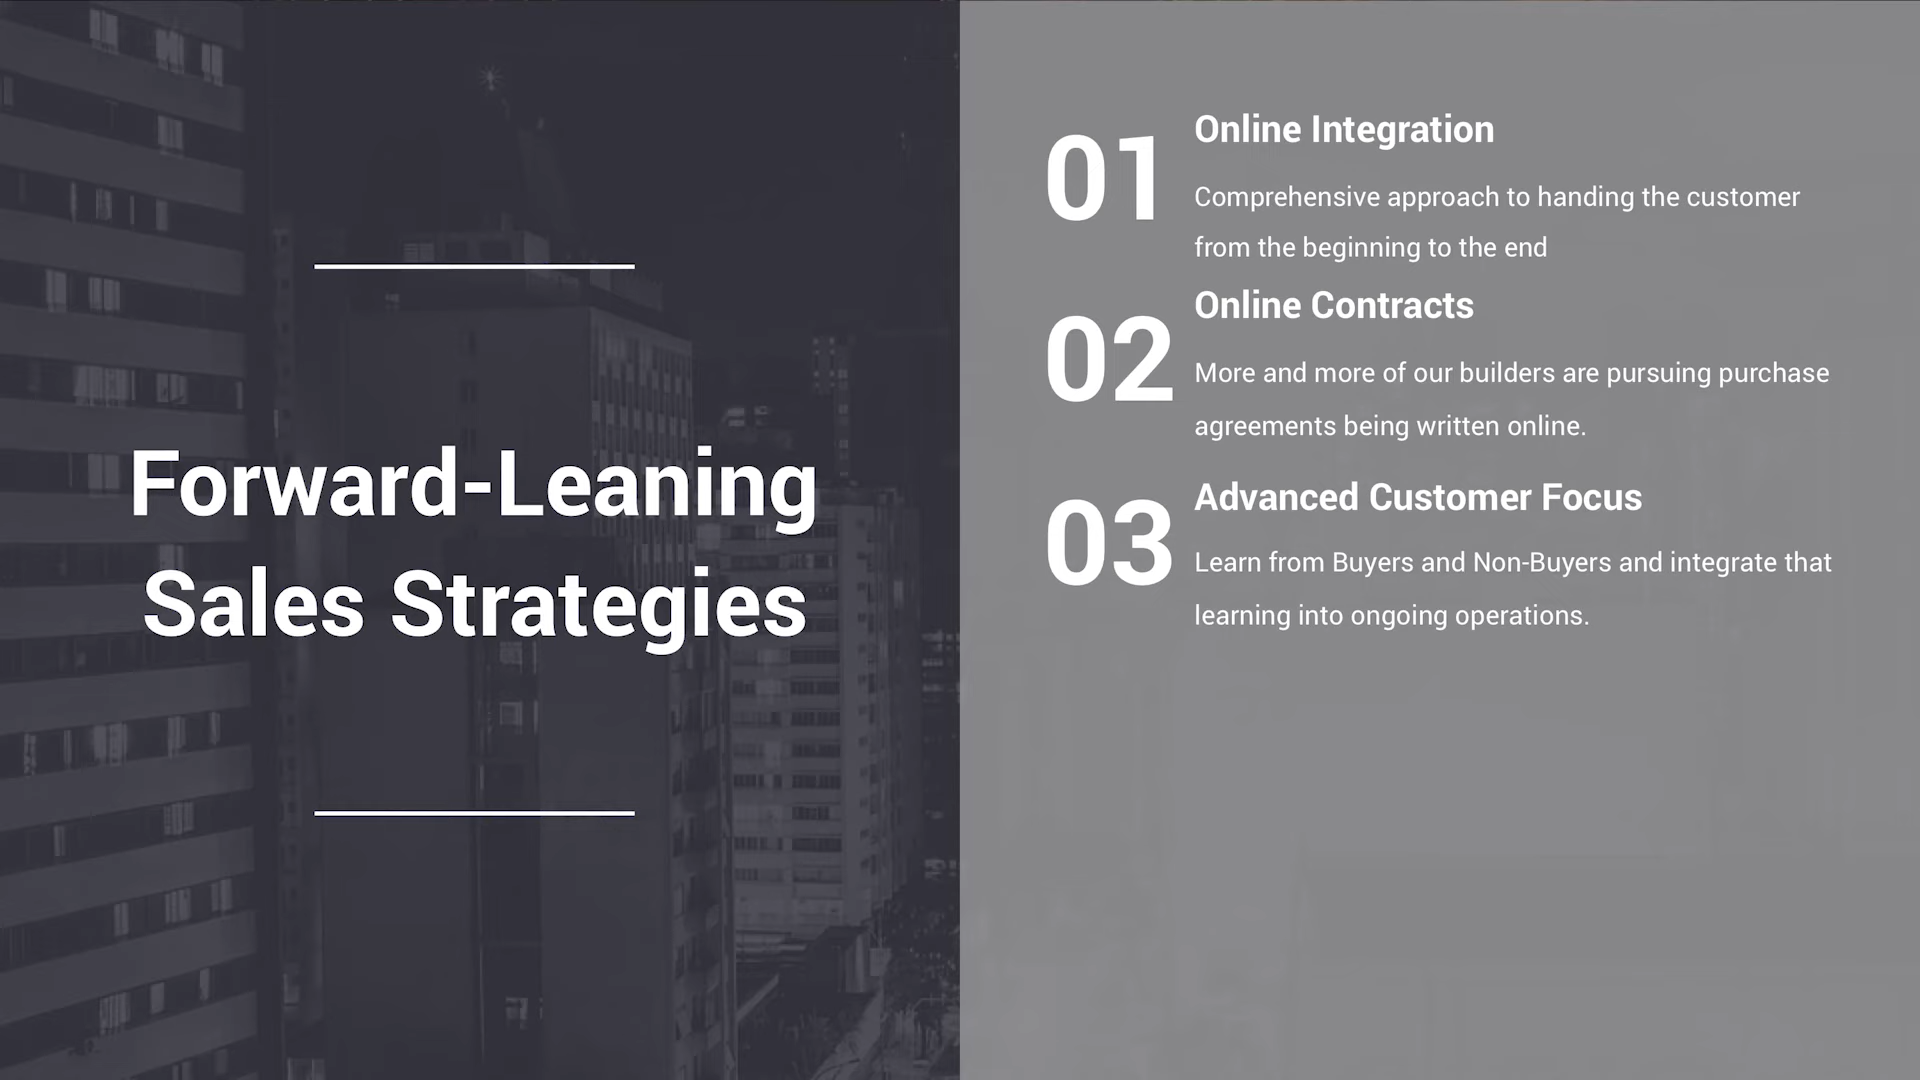 Forward-Leaning
Sales Strategies
01
Online Integration
Comprehensive approach to handing the customer
from the beginning to the end
02
Online Contracts
More and more of our builders are pursuing purchase
agreements being written online.
03
Advanced Customer Focus
Learn from Buyers and Non-Buyers and integrate that
learning into ongoing operations.